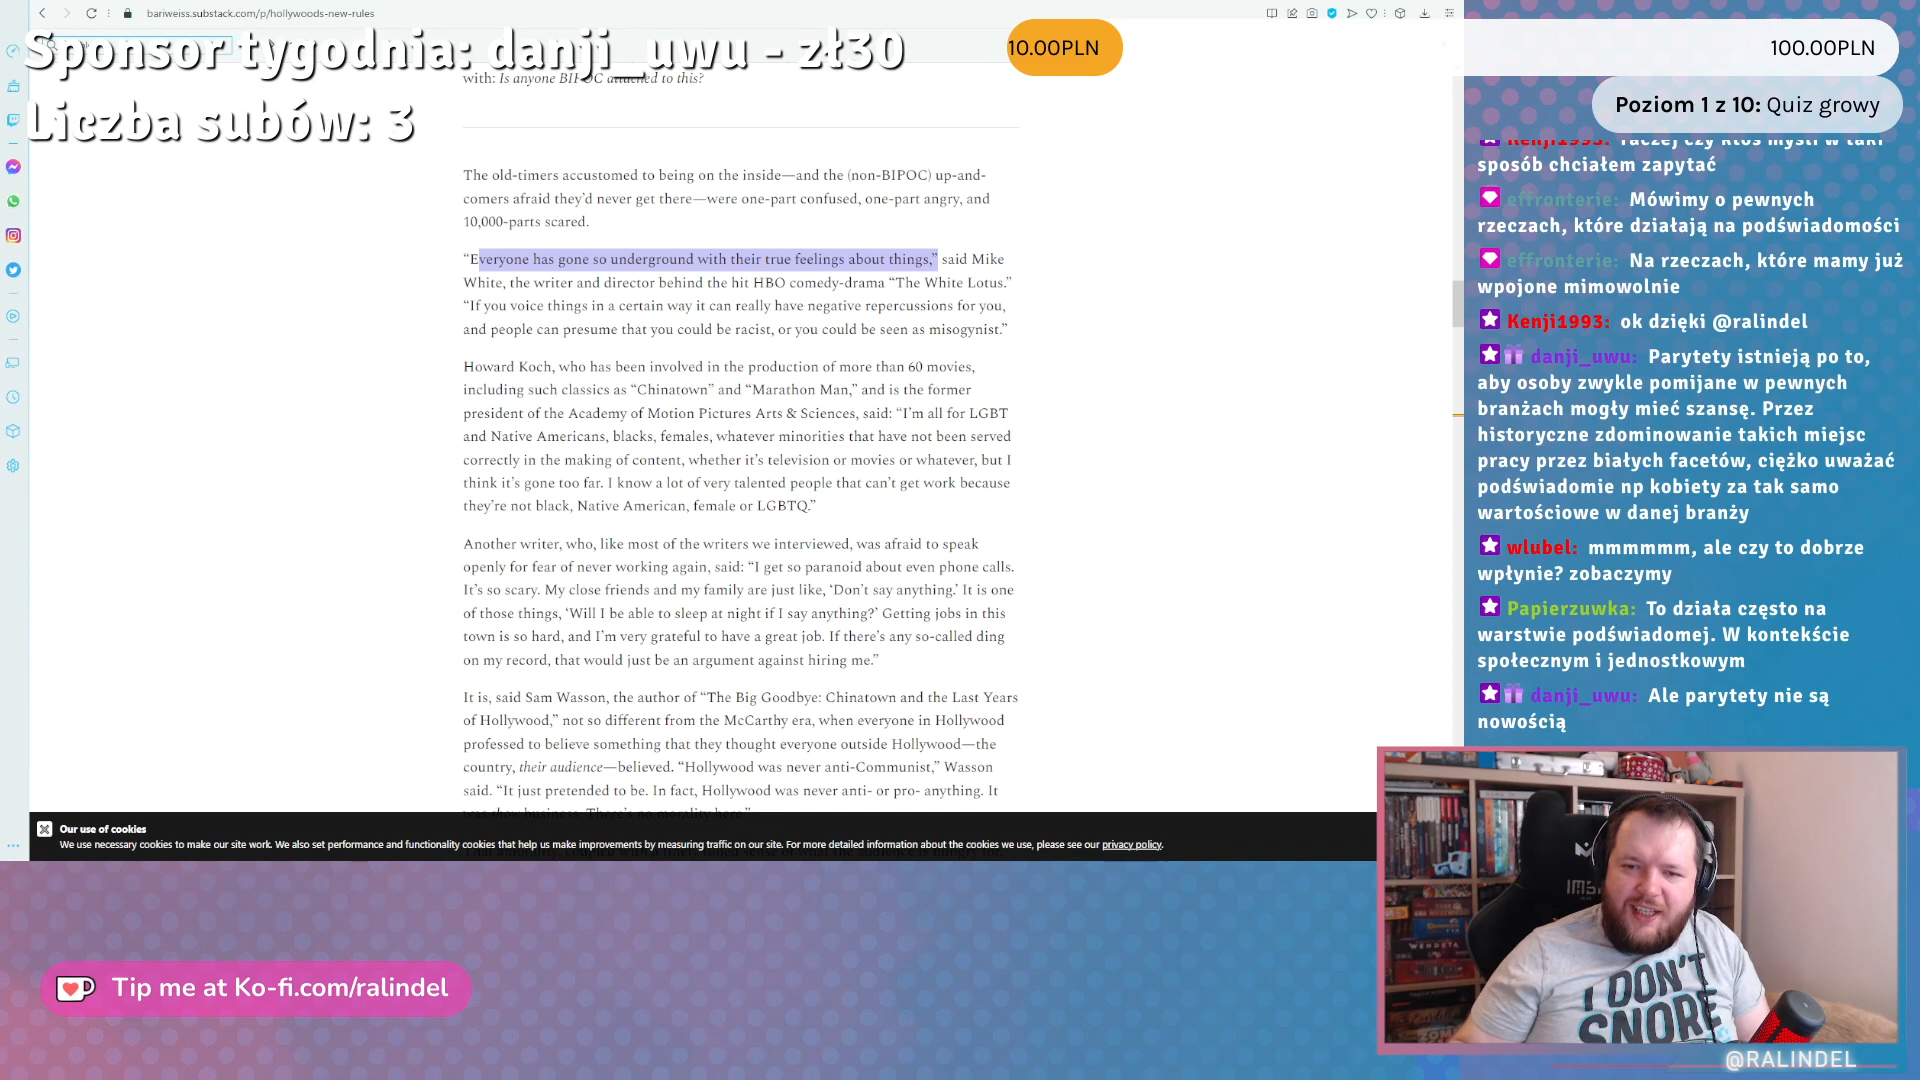 bariweiss.substack.com/p/hollywoods-new-rules
Sponsor tygodnia: danji_uwu - zł30
Liczba subów: 3
10.00PLN
100.00PLN
Poziom 1 z 10: Quiz growy
with: Is anyone BIPOC attached to this?
The old-timers accustomed to being on the inside—and the (non-BIPOC) up-and-
comers afraid they’d never get there—were one-part confused, one-part angry, and
10,000-parts scared.
“Everyone has gone so underground with their true feelings about things,” said Mike
White, the writer and director behind the hit HBO comedy-drama “The White Lotus.”
“If you voice things in a certain way it can really have negative repercussions for you,
and people can presume that you could be racist, or you could be seen as misogynist.”
Howard Koch, who has been involved in the production of more than 60 movies,
including such classics as “Chinatown” and “Marathon Man,” and is the former
president of the Academy of Motion Pictures Arts & Sciences, said: “I’m all for LGBT
and Native Americans, blacks, females, whatever minorities that have not been served
correctly in the making of content, whether it’s television or movies or whatever, but I
think it’s gone too far. I know a lot of very talented people that can’t get work because
they’re not black, Native American, female or LGBTQ.”
Another writer, who, like most of the writers we interviewed, was afraid to speak
openly for fear of never working again, said: “I get so paranoid about even phone calls.
It’s so scary. My close friends and my family are just like, ‘Don’t say anything.’ It is one
of those things, ‘Will I be able to sleep at night if I say anything?’ Getting jobs in this
town is so hard, and I’m very grateful to have a great job. If there’s any so-called ding
on my record, that would just be an argument against hiring me.”
It is, said Sam Wasson, the author of “The Big Goodbye: Chinatown and the Last Years
of Hollywood,” not so different from the McCarthy era, when everyone in Hollywood
professed to believe something that they thought everyone outside Hollywood—the
country, their audience—believed. “Hollywood was never anti-Communist,” Wasson
said. “It just pretended to be. In fact, Hollywood was never anti- or pro- anything. It
was show business. There’s no morality here.”
Our use of cookies
We use necessary cookies to make our site work. We also set performance and functionality cookies that help us make improvements by measuring traffic on our site. For more detailed information about the cookies we use, please see our privacy policy.
Kenji1993: raczej czy ktoś myśli w taki
sposób chciałem zapytać
effronterie: Mówimy o pewnych
rzeczach, które działają na podświadomości
effronterie: Na rzeczach, które mamy już
wpojone mimowolnie
Kenji1993: ok dzięki @ralindel
danji_uwu: Parytety istnieją po to,
aby osoby zwykle pomijane w pewnych
branżach mogły mieć szansę. Przez
historyczne zdominowanie takich miejsc
pracy przez białych facetów, ciężko uważać
podświadomie np kobiety za tak samo
wartościowe w danej branży
wlubel: mmmmmm, ale czy to dobrze
wpłynie? zobaczymy
Papierzuwka: To działa często na
warstwie podświadomej. W kontekście
społecznym i jednostkowym
danji_uwu: Ale parytety nie są
nowością
Tip me at Ko-fi.com/ralindel
I DON'T
SNORE
@RALINDEL